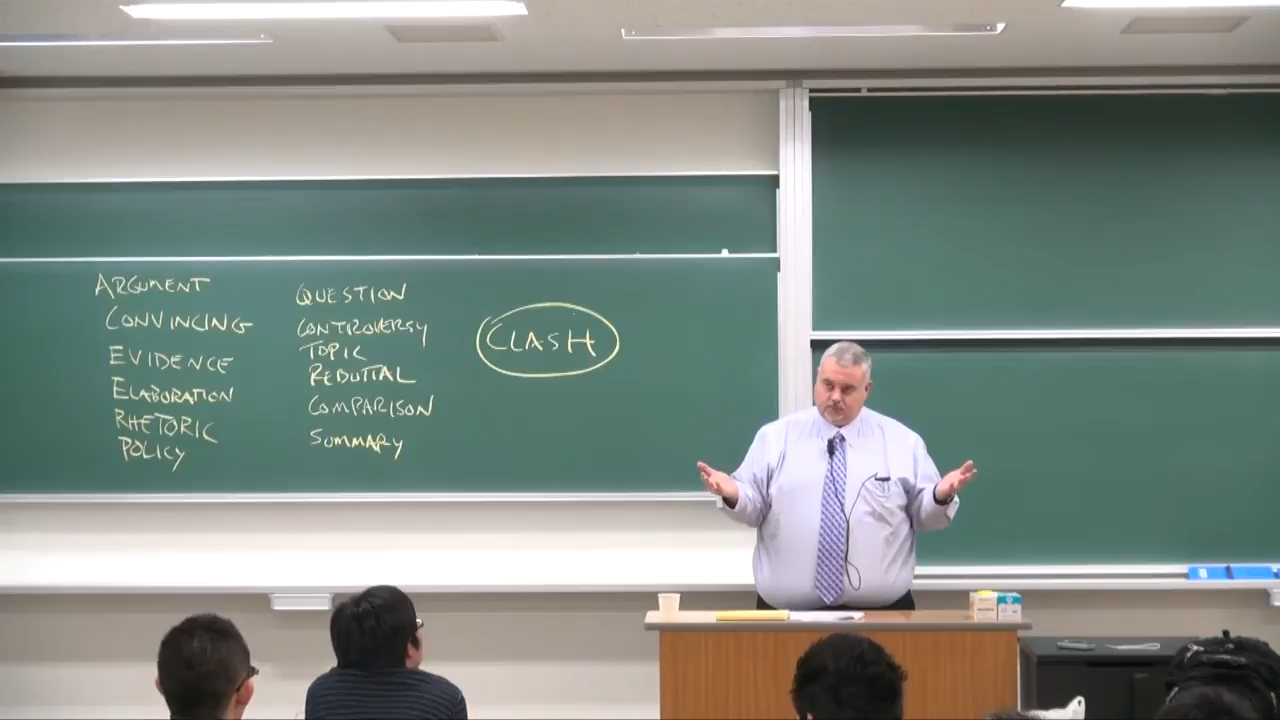 ARGUMENT
CONVINCING
EVIDENCE
ELABORATION
RHETORIC
POLICY
QUESTION
CONTROVERSY
TOPIC
REBUTTAL
COMPARISON
SUMMARY
CLASH